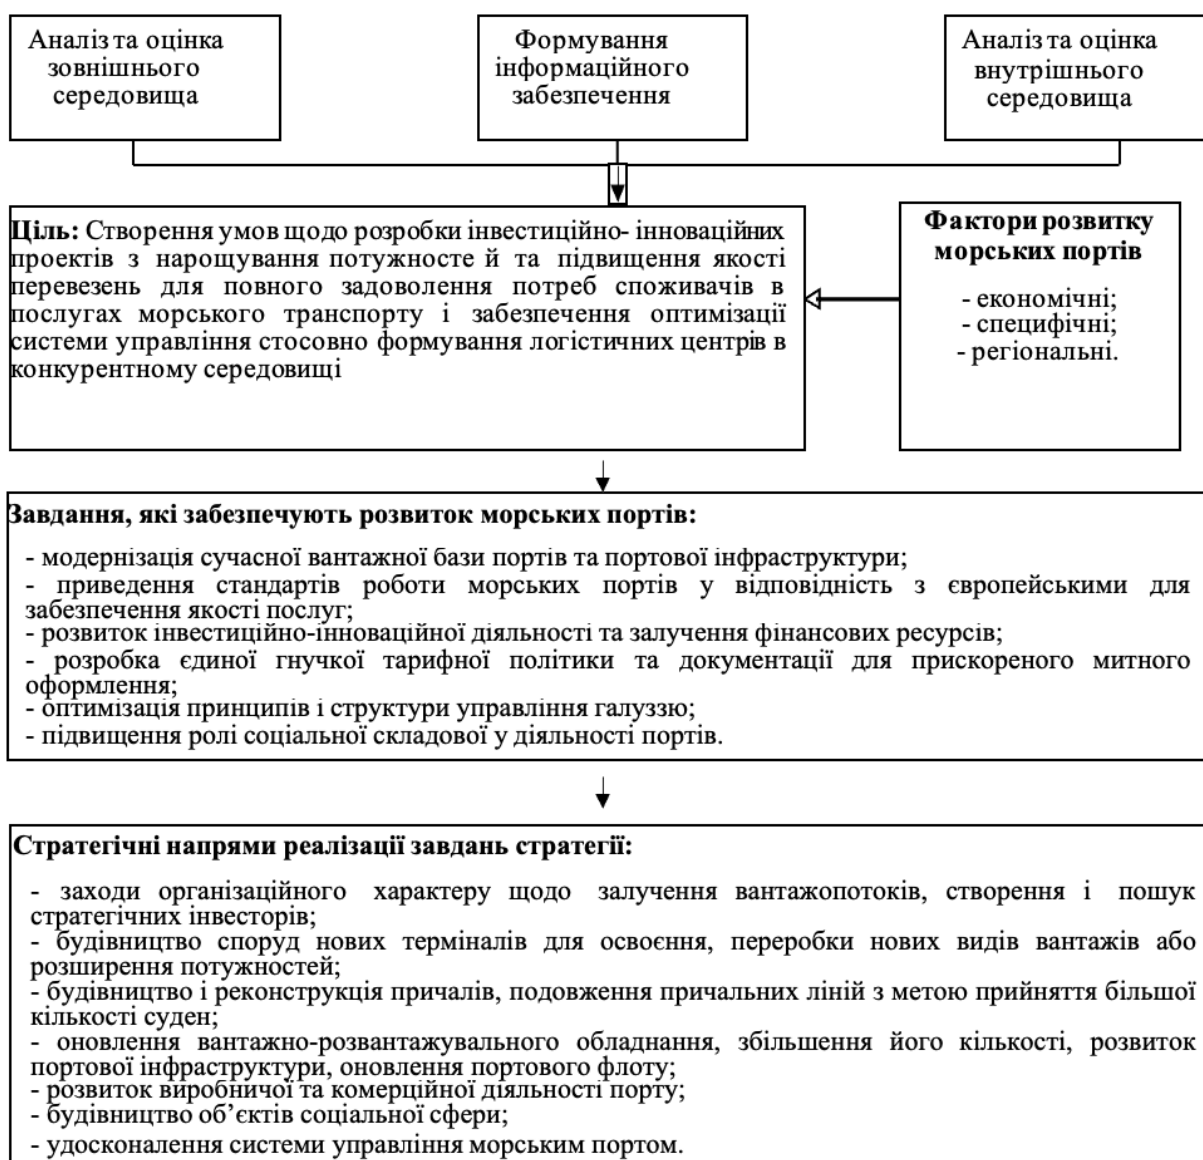 Аналіз та оцінка
зовнішнього
середовища
Формування
інформаційного
забезпечення
Аналіз та оцінка
внутрішнього
середовища
Ціль: Створення умов щодо розробки інвестиційно- інноваційних
проектів з нарощування потужносте й та підвищення якості
перевезень для повного задоволення потреб споживачів в
послугах морського транспорту і забезпечення оптимізації
системи управління стосовно формування логістичних центрів в
конкурентному середовищі
Фактори розвитку
морських портів
- економічні;
- специфічні;
- регіональні.
Завдання, які забезпечують розвиток морських портів:
- модернізація сучасної вантажної бази портів та портової інфраструктури;
- приведення стандартів роботи морських портів у відповідність з європейськими для
забезпечення якості послуг;
- розвиток інвестиційно-інноваційної діяльності та залучення фінансових ресурсів;
- розробка єдиної гнучкої тарифної політики та документації для прискореного митного
оформлення;
- оптимізація принципів і структури управління галуззю;
- підвищення ролі соціальної складової у діяльності портів.
Стратегічні напрями реалізації завдань стратегії:
- заходи організаційного характеру щодо залучення вантажопотоків, створення і пошук
стратегічних інвесторів;
- будівництво споруд нових терміналів для освоєння, переробки нових видів вантажів або
розширення потужностей;
- будівництво і реконструкція причалів, подовження причальних ліній з метою прийняття більшої
кількості суден;
- оновлення вантажно-розвантажувального обладнання, збільшення його кількості, розвиток
портової інфраструктури, оновлення портового флоту;
- розвиток виробничої та комерційної діяльності порту;
- будівництво об’єктів соціальної сфери;
- удосконалення системи управління морським портом.